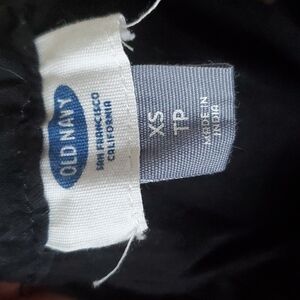 OLD NAVY
SAN FRANCISCO
CALIFORNIA
XS
TP
MADE IN
INDIA